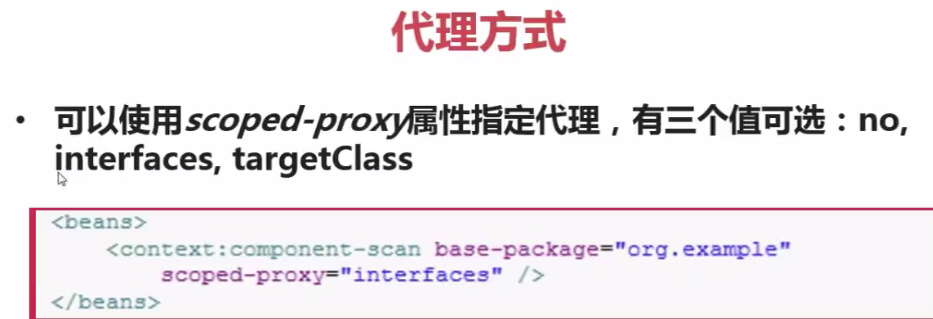 代理方式
• 可以使用scoped-proxy属性指定代理，有三个值可选：no,
interfaces, targetClass
<beans>
<context:component-scan base-package="org.example"
scoped-proxy="interfaces" />
</beans>